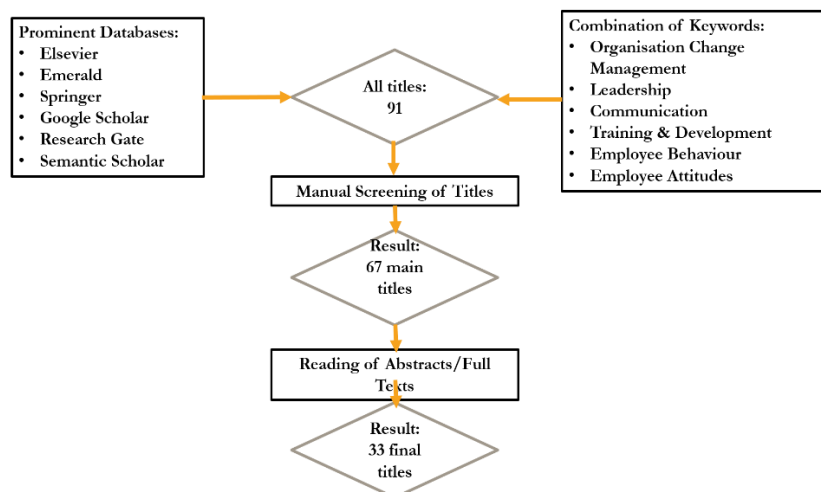 Prominent Databases:
• Elsevier
• Emerald
• Springer
• Google Scholar
• Research Gate
• Semantic Scholar
All titles:
91
Combination of Keywords:
• Organisation Change
Management
• Leadership
• Communication
• Training & Development
• Employee Behaviour
• Employee Attitudes
Manual Screening of Titles
Result:
67 main
titles
Reading of Abstracts/Full
Texts
Result:
33 final
titles